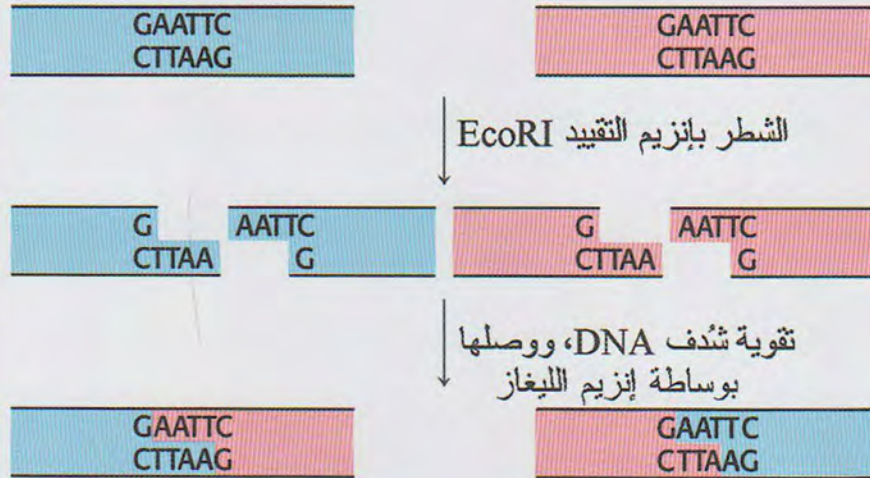 GAATTC GAATTC
CTTAAG CTTAAG
الشطر بإنزيم التقييد EcoRI
G AATTC G AATTC
CTTAA G CTTAA G
تقوية شُدف DNA، ووصلها
بوساطة إنزيم الليغاز
GAATTC GAATTC
CTTAAG CTTAAG